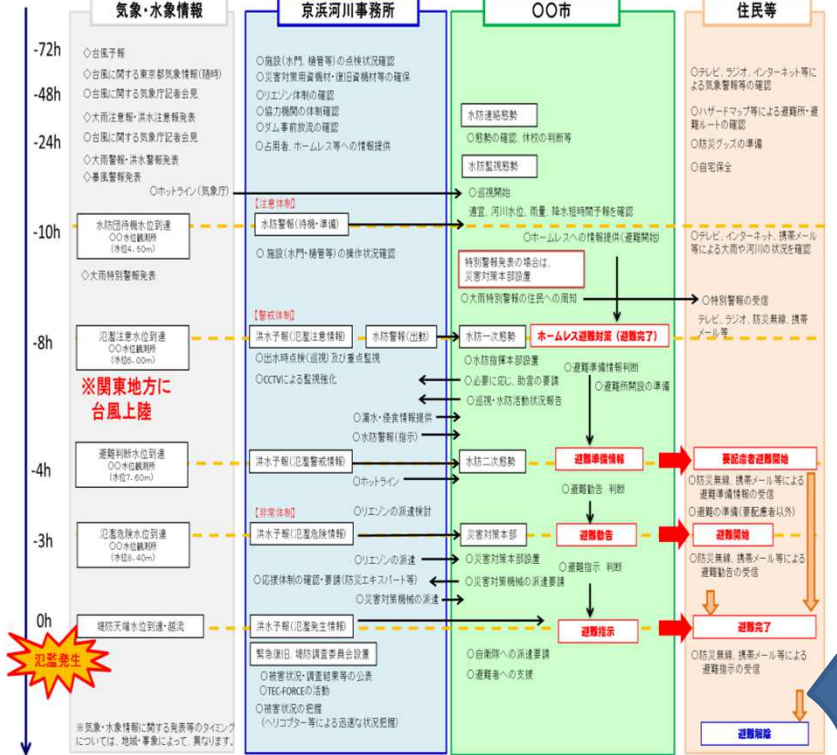 気象・水象情報
京浜河川事務所
〇〇市
住民等
-72h
-48h
-24h
-10h
-8h
-4h
-3h
0h
氾濫発生
◇台風予報
◇台風に関する東京都気象情報(随時)
○台風に関する気象庁記者会見
◇大雨注意報・洪水注意報発表
○台風に関する気象庁記者会見
◇大雨警報・洪水警報発表
◇暴風警報発表
○ホットライン(気象庁)
水防団待機水位到達
〇〇水位観測所
(水位4.50m)
◇大雨特別警報発表
氾濫注意水位到達
〇〇水位観測所
(水位6.00m)
※関東地方に
台風上陸
避難判断水位到達
〇〇水位観測所
(水位7.60m)
氾濫危険水位到達
〇〇水位観測所
(水位8.40m)
堤防天端水位到達・越流
※気象・水象情報に関する発表等のタイミング
については、地域・事象によって、異なります。
○施設(水門、樋管等)の点検状況確認
○災害対策用資機材・復旧資機材等の確保
○リエゾン体制の確認
○協力機関の体制確認
○ダム事前放流の確認
○占用者、ホームレス等への情報提供
【注意体制】
水防警報(待機・準備)
○ 施設(水門・樋管等)の操作状況確認
【警戒体制】
洪水予報(氾濫注意情報)
水防警報(出動)
○出水時点検(巡視)及び重点監視
○CCTVによる監視強化
○漏水・侵食情報提供
○水防警報(指示)
洪水予報(氾濫警戒情報)
○ホットライン
【非常体制】
○リエゾンの派遣検討
洪水予報(氾濫危険情報)
○リエゾンの派遣
○応援体制の確認・要請(防災エキスパート等)
○災害対策機械の派遣
洪水予報(氾濫発生情報)
緊急復旧、堤防調査委員会設置
○被害状況・調査結果等の公表
○TEC-FORCEの活動
○被害状況の把握
(ヘリコプター等による迅速な状況把握)
水防連絡態勢
○態勢の確認、休校の判断等
水防監視態勢
○巡視開始
適宜、河川水位、雨量、降水短時間予報を確認
○ホームレスへの情報提供(避難開始)
特別警報発表の場合は、
災害対策本部設置
○大雨特別警報の住民への周知
水防一次態勢
ホームレス避難対策(避難完了)
○水防指揮本部設置
○避難準備情報判断
○必要に応じ、助言の要請
○避難所開設の準備
○巡視・水防活動状況報告
水防二次態勢
避難準備情報
○避難勧告 判断
災害対策本部
避難勧告
○災害対策本部設置
○避難指示 判断
○災害対策機械の派遣要請
避難指示
○自衛隊への派遣要請
○避難者への支援
○テレビ、ラジオ、インターネット等に
よる気象警報等の確認
○ハザードマップ等による避難所・避
難ルートの確認
○防災グッズの準備
○自宅保全
○テレビ、インターネット、携帯メール
等による大雨や河川の状況を確認
○特別警報の受信
テレビ、ラジオ、防災無線、携帯
メール等
要配慮者避難開始
○防災無線、携帯メール等による
避難準備情報の受信
○避難の準備(要配慮者以外)
避難開始
○防災無線、携帯メール等による
避難勧告の受信
避難完了
○防災無線、携帯メール等による
避難指示の受信
避難解除